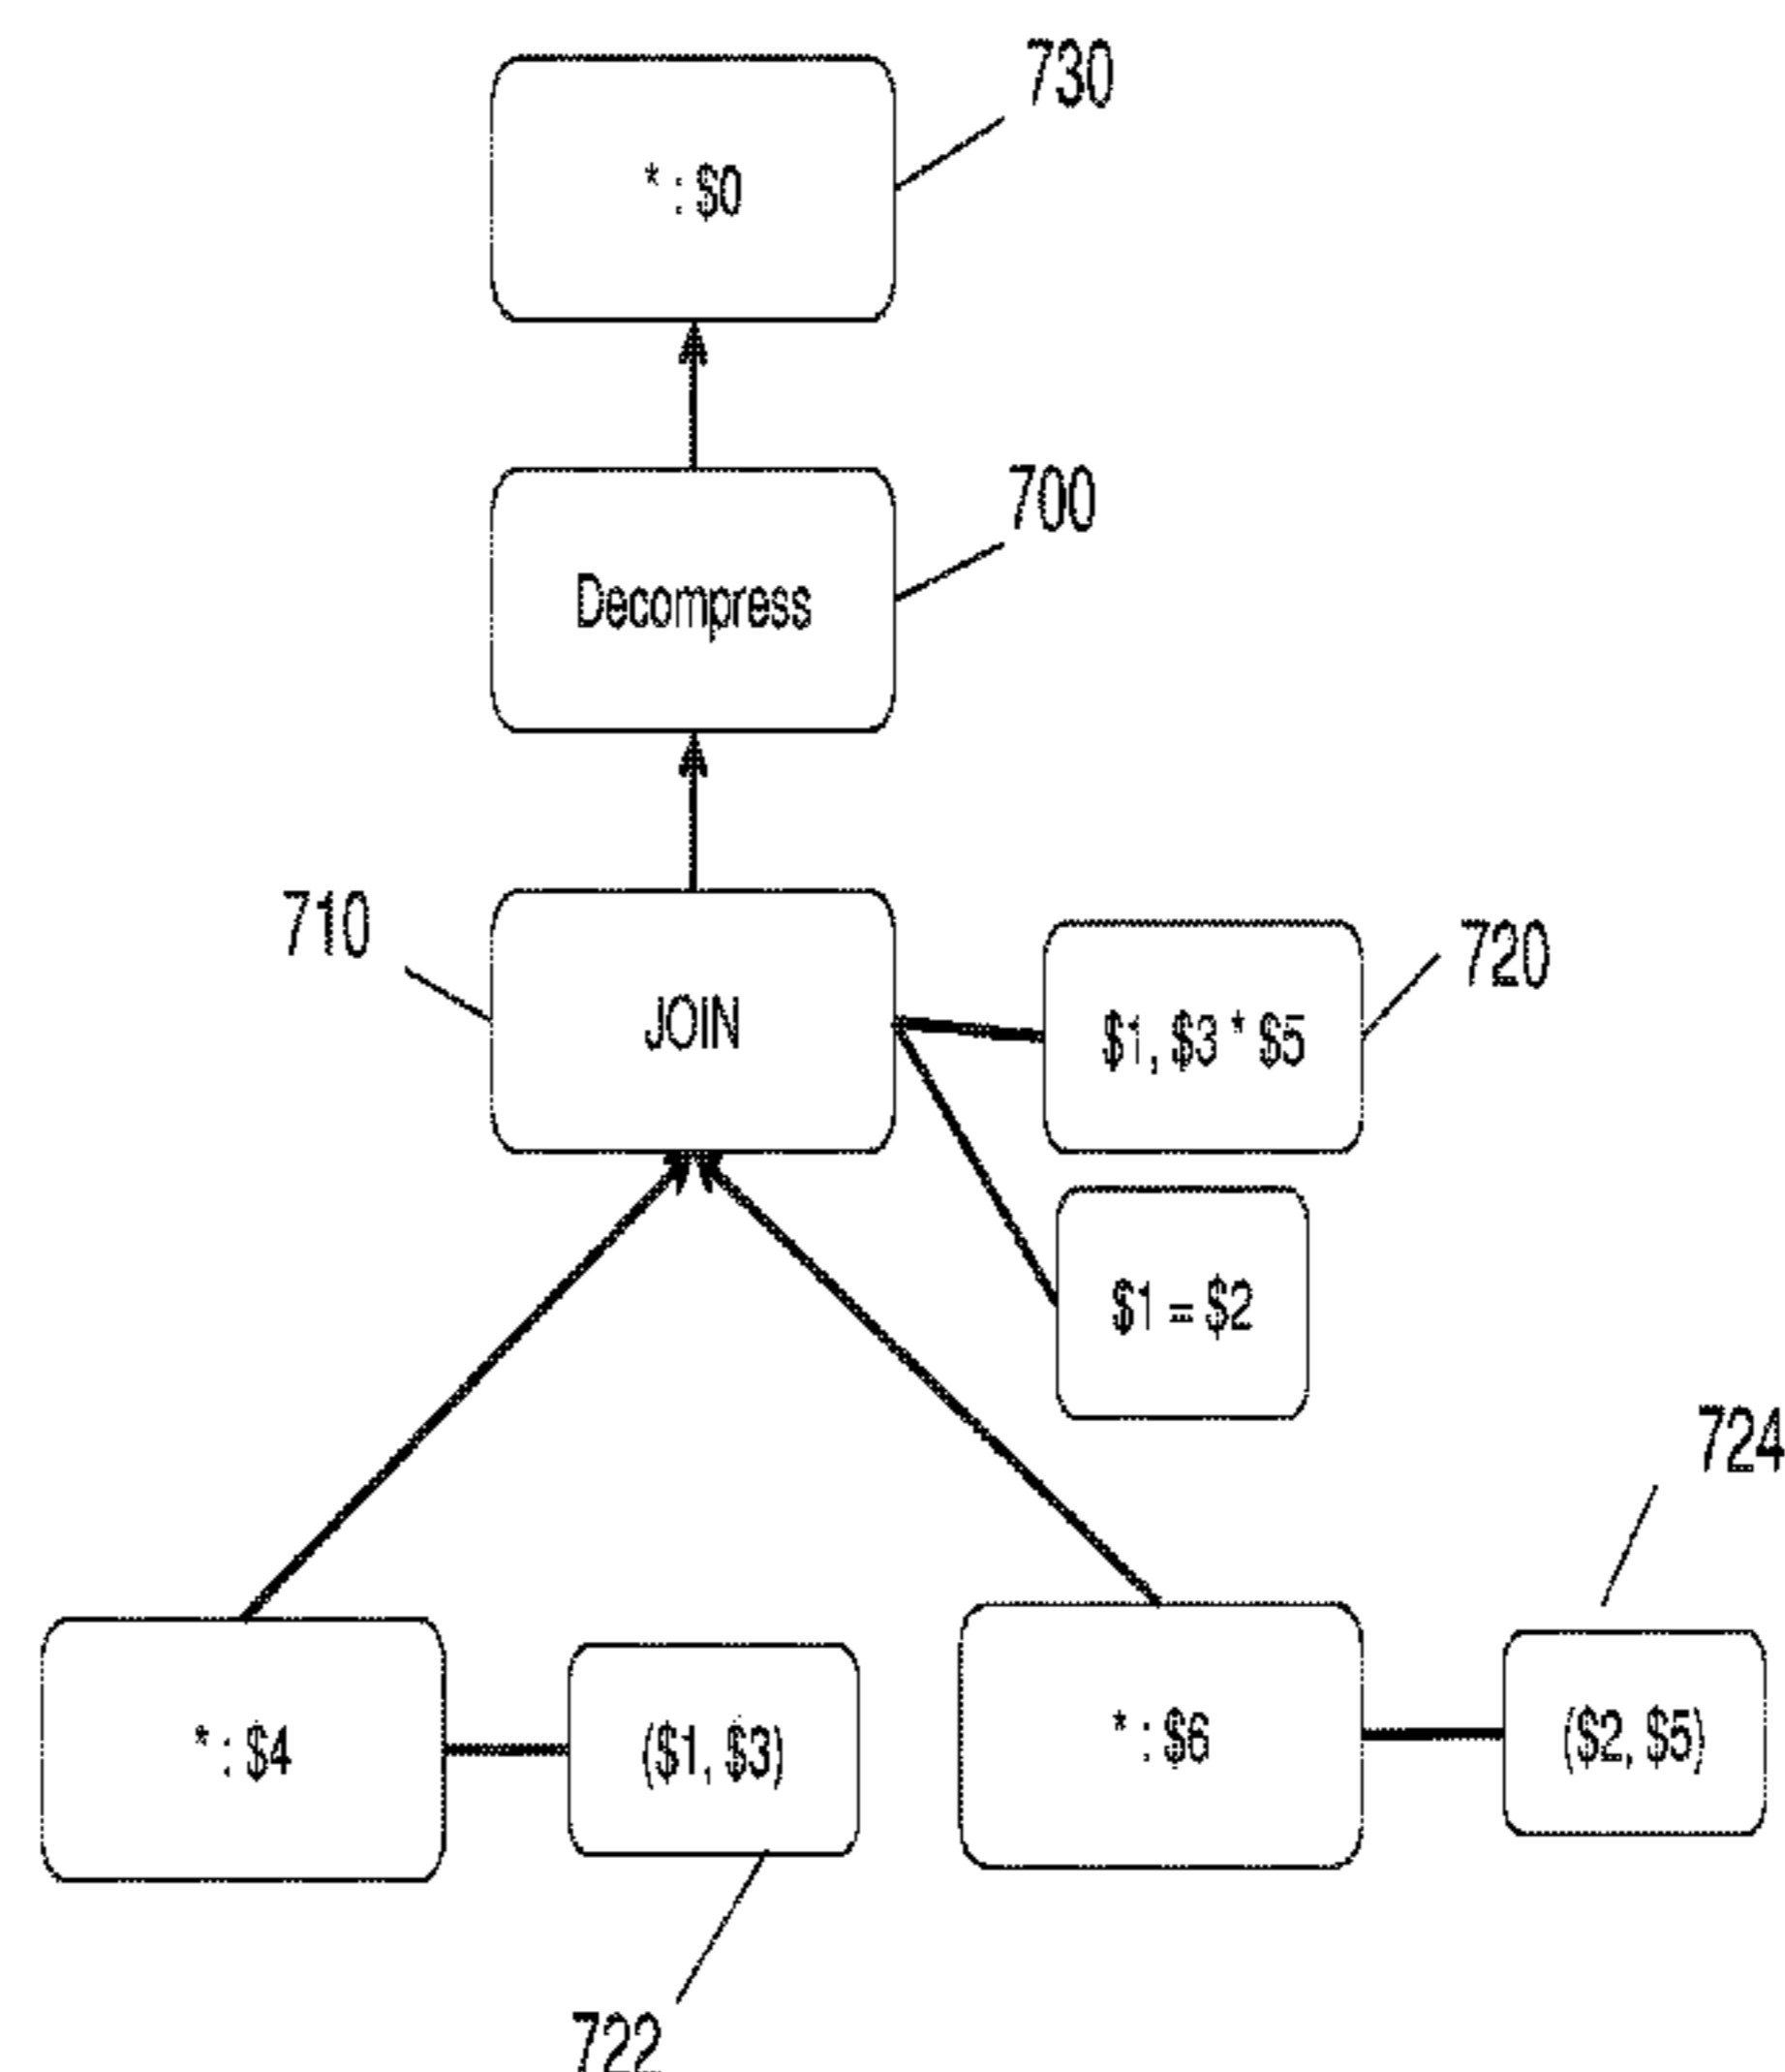 730
* : $0
700
Decompress
710
JOIN
720
$1, $3 * $5
$1 = $2
724
* : $4
($1, $3)
* : $6
($2, $5)
722